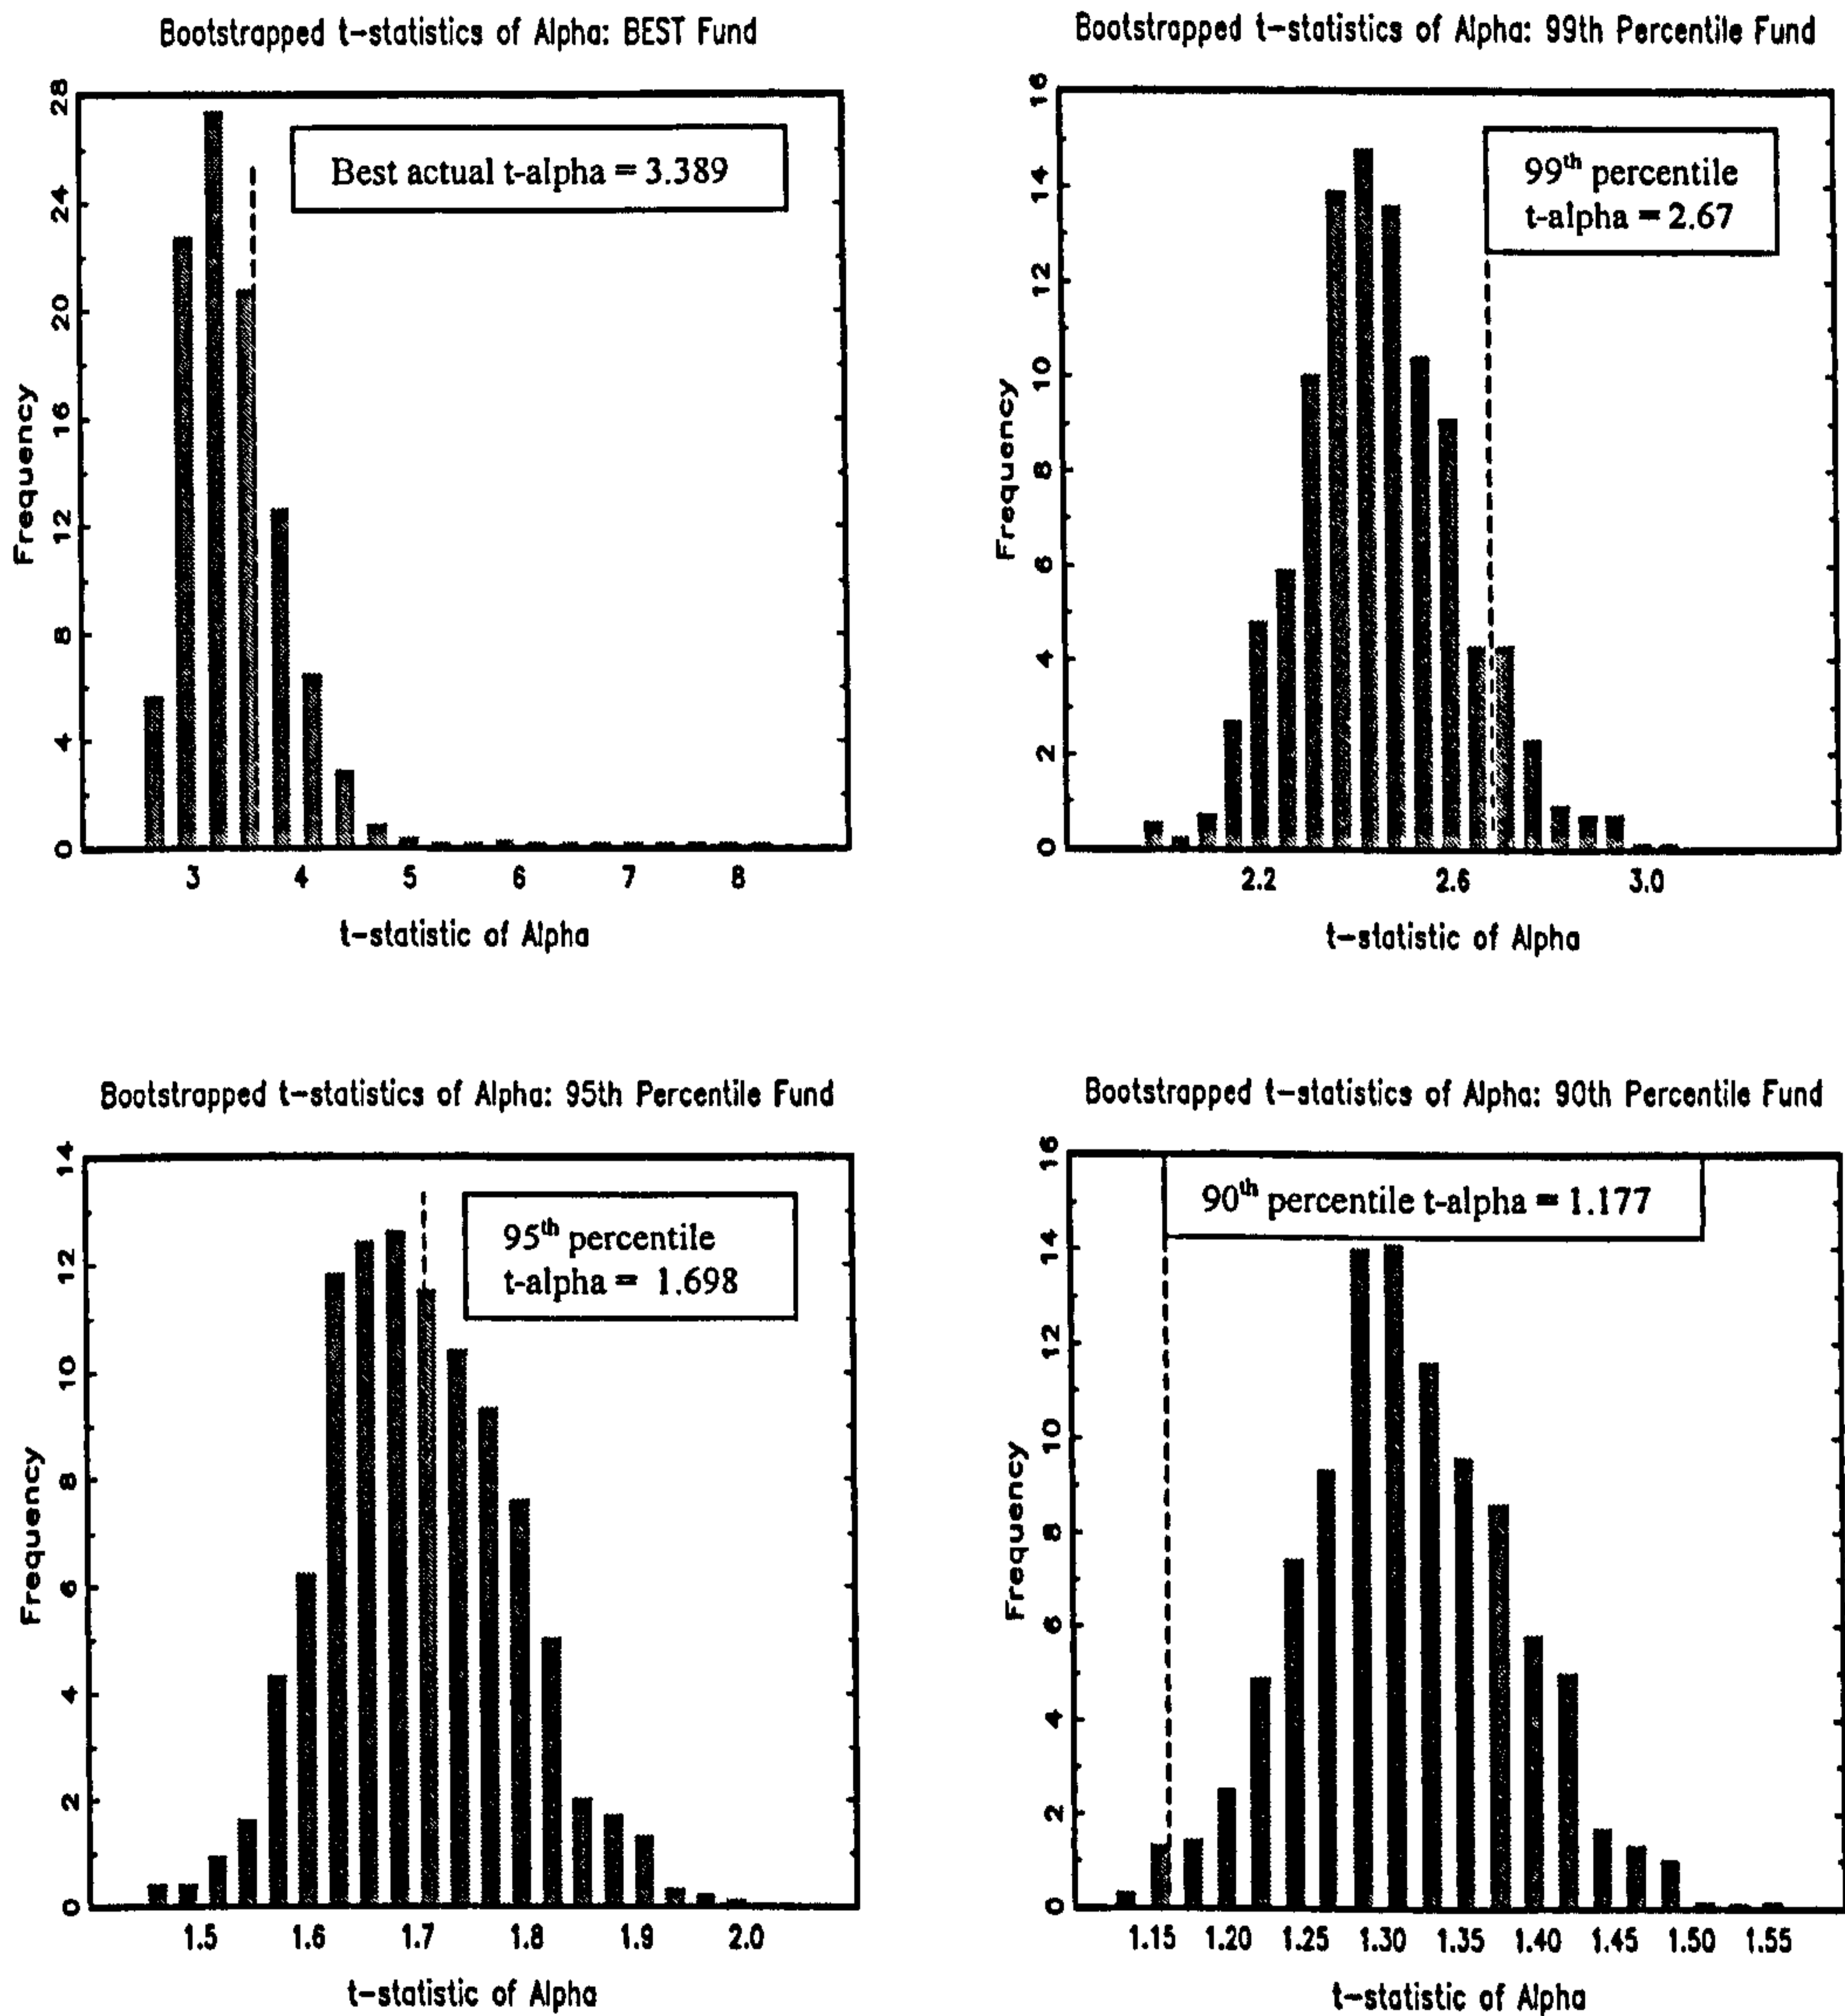 Bootstrapped t-statistics of Alpha: BEST Fund
Best actual t-alpha = 3.389
Frequency
0
4
8
12
16
20
24
28
3 4 5 6 7 8
t-statistic of Alpha
Bootstrapped t-statistics of Alpha: 99th Percentile Fund
99th percentile
t-alpha = 2.67
Frequency
0
2
4
6
8
10
12
14
16
2.2 2.6 3.0
t-statistic of Alpha
Bootstrapped t-statistics of Alpha: 95th Percentile Fund
95th percentile
t-alpha = 1.698
Frequency
0
2
4
6
8
10
12
14
1.5 1.6 1.7 1.8 1.9 2.0
t-statistic of Alpha
Bootstrapped t-statistics of Alpha: 90th Percentile Fund
90th percentile t-alpha = 1.177
Frequency
0
2
4
6
8
10
12
14
16
1.15 1.20 1.25 1.30 1.35 1.40 1.45 1.50 1.55
t-statistic of Alpha